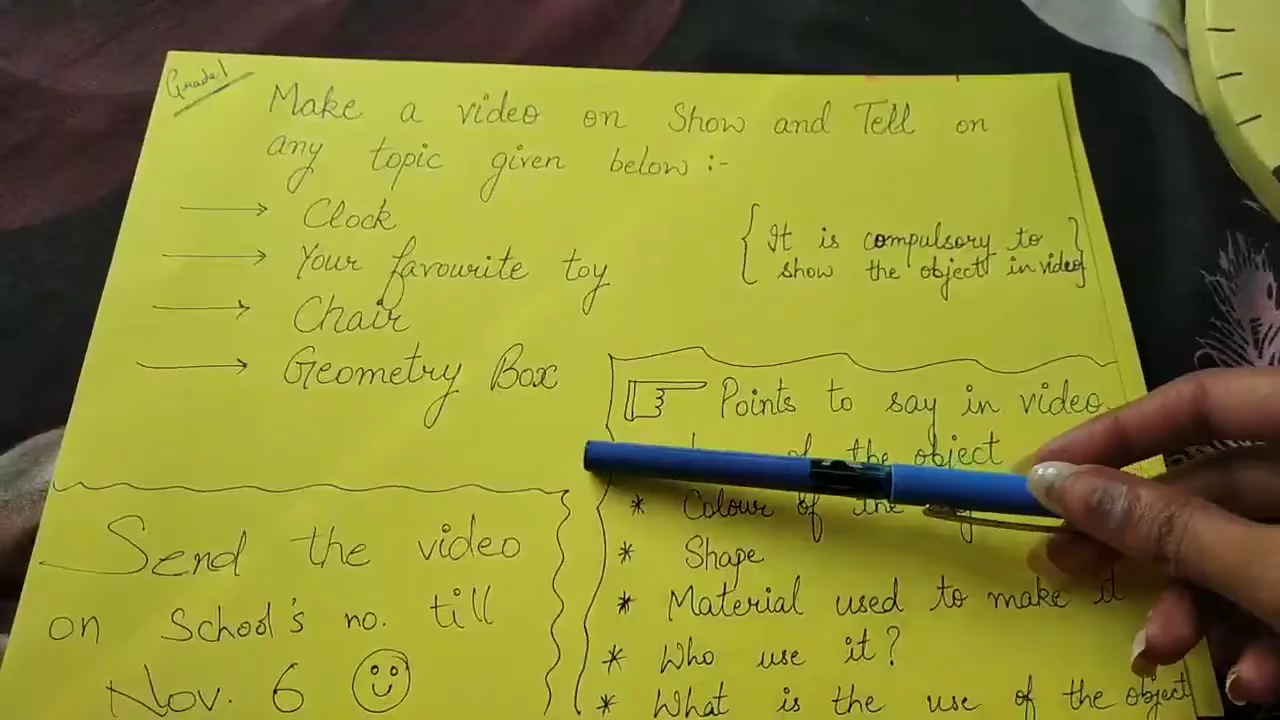 Grade 1
Make a video on Show and Tell on
any topic given below :-
Clock
Your favourite toy
Chair
Geometry Box
{ It is compulsory to }
{ show the object in video }
Points to say in video
of the object
* Colour of the
* Shape
* Material used to make it
* Who use it?
* What is the use of the object
Send the video
on School's no. till
Nov. 6